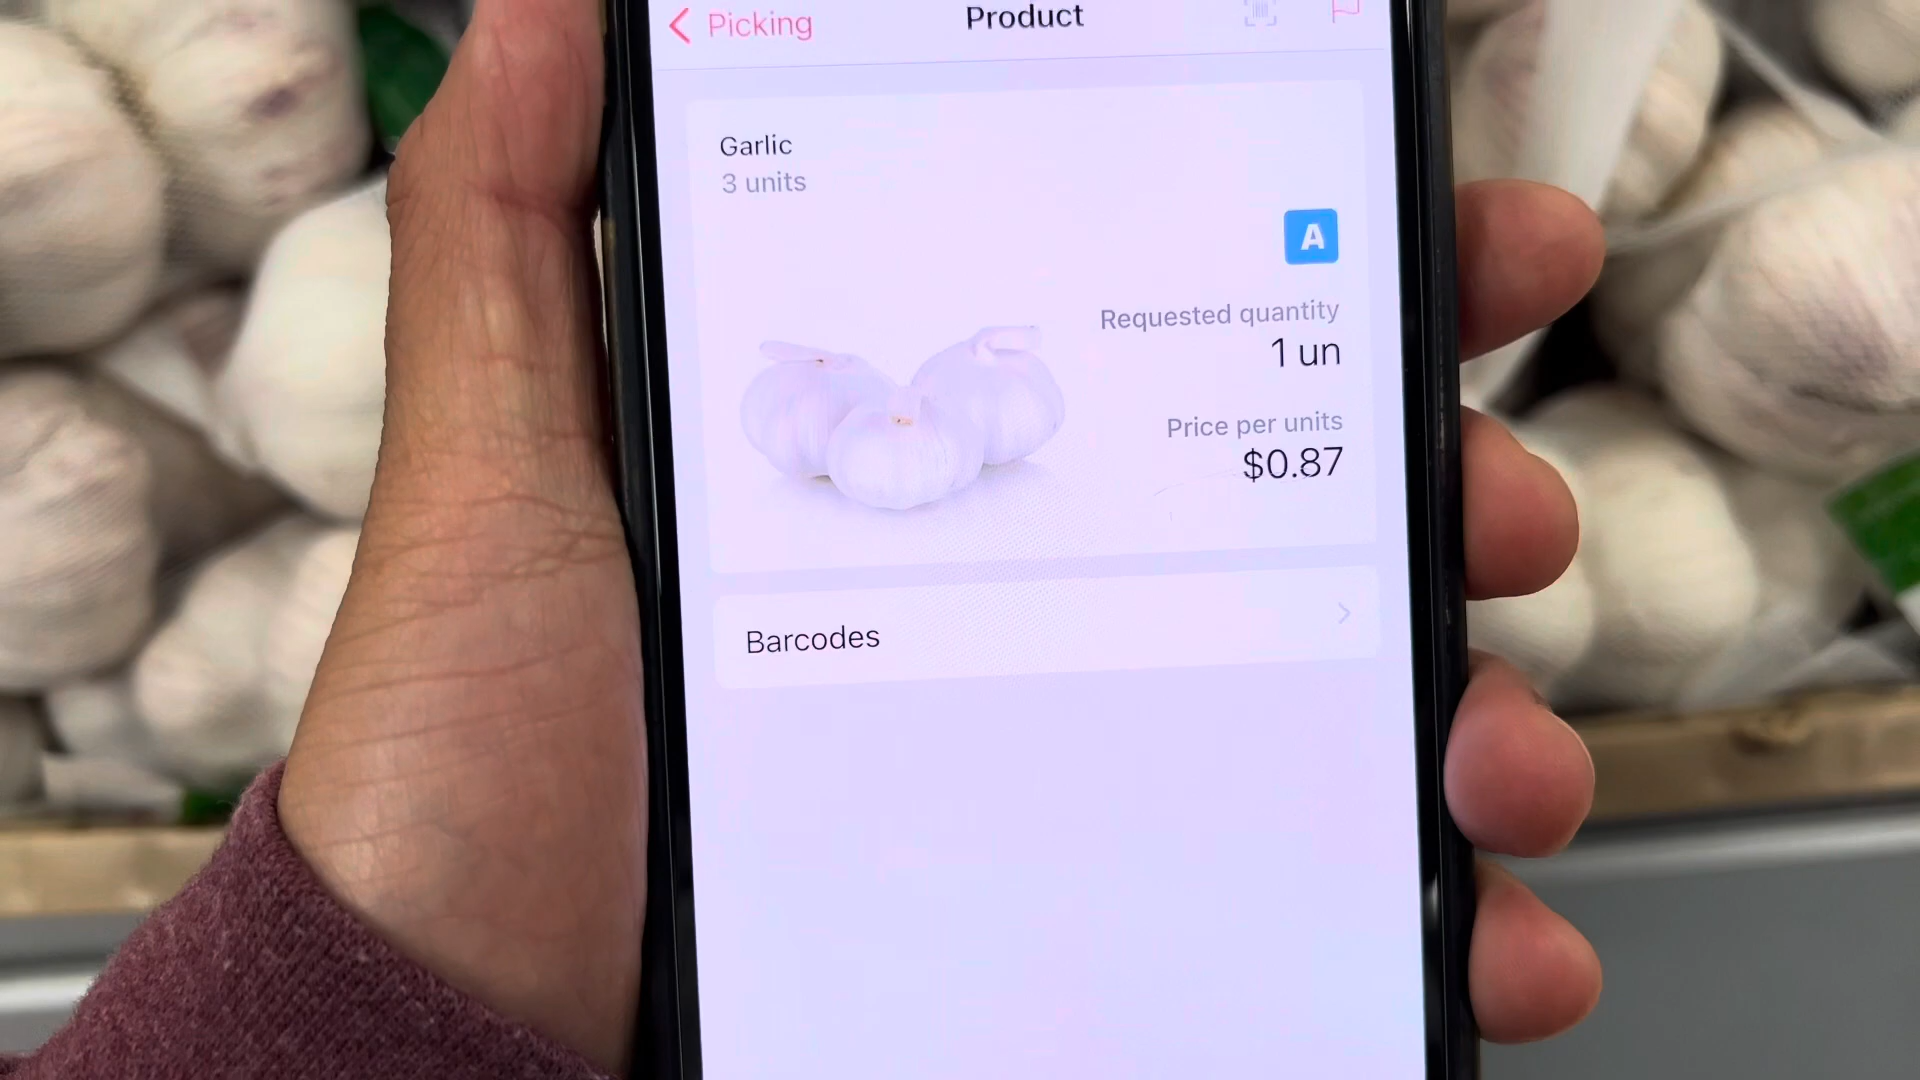 Picking
Product
Garlic
3 units
A
Requested quantity
1 un
Price per units
$0.87
Barcodes